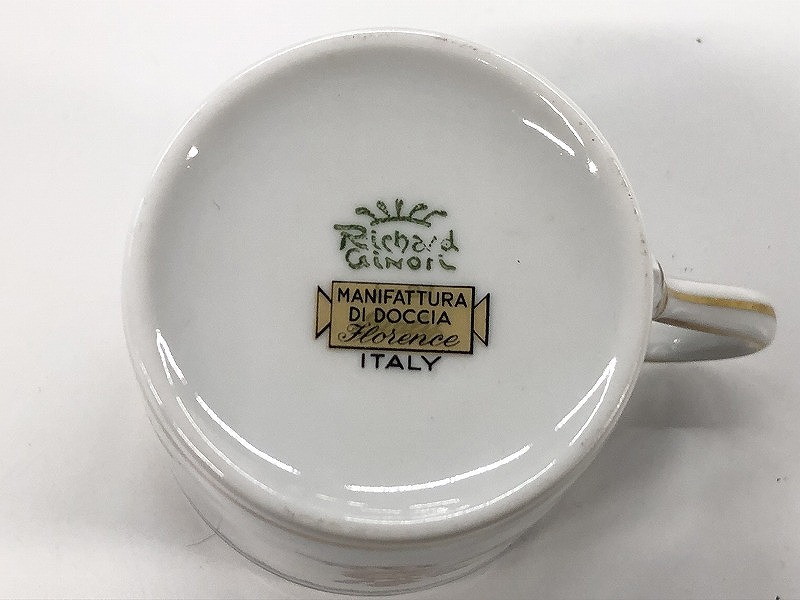 Richard
Ginori
MANIFATTURA
DI DOCCIA
Florence
ITALY